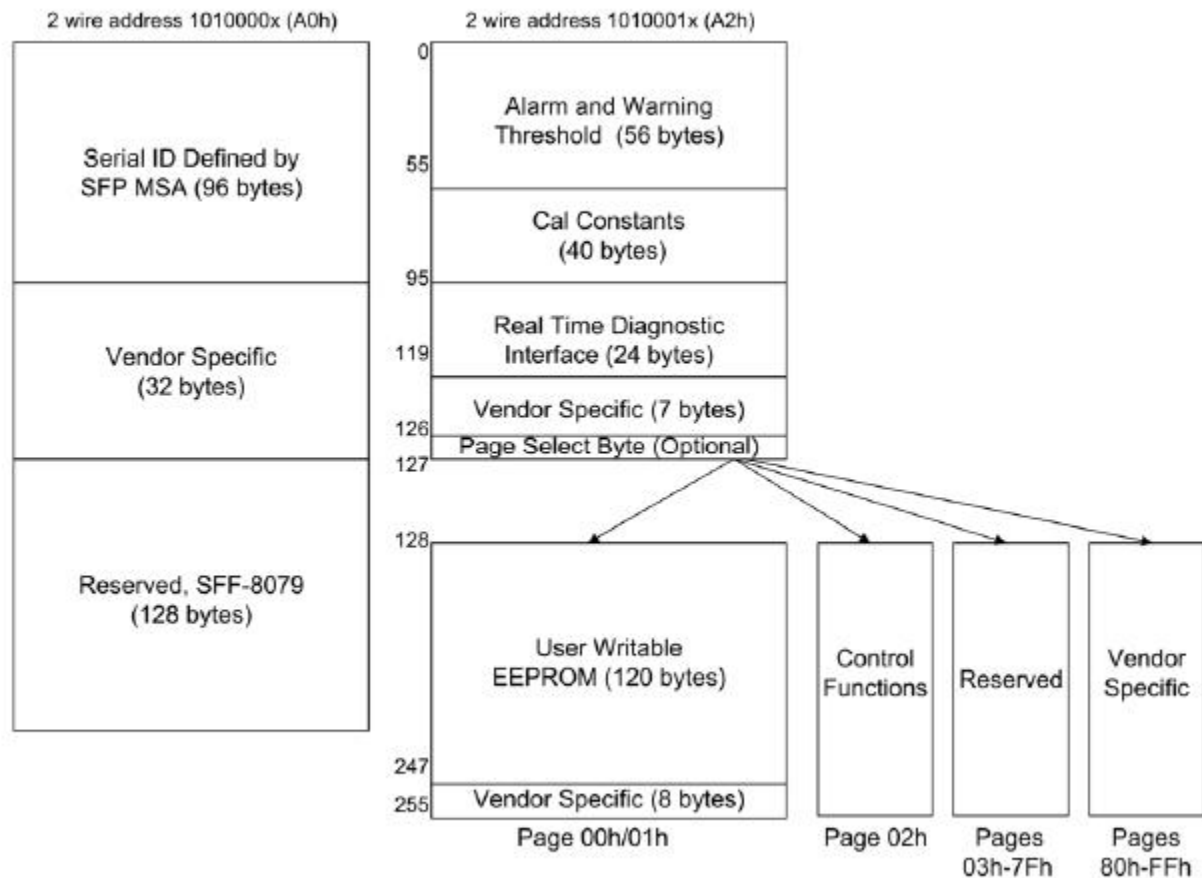 2 wire address 1010000x (A0h)
Serial ID Defined by
SFP MSA (96 bytes)
Vendor Specific
(32 bytes)
Reserved, SFF-8079
(128 bytes)
2 wire address 1010001x (A2h)
0
Alarm and Warning
Threshold (56 bytes)
55
Cal Constants
(40 bytes)
95
Real Time Diagnostic
Interface (24 bytes)
119
Vendor Specific (7 bytes)
126
Page Select Byte (Optional)
127
128
User Writable
EEPROM (120 bytes)
247
Vendor Specific (8 bytes)
255
Page 00h/01h
Control
Functions
Page 02h
Reserved
Pages
03h-7Fh
Vendor
Specific
Pages
80h-FFh